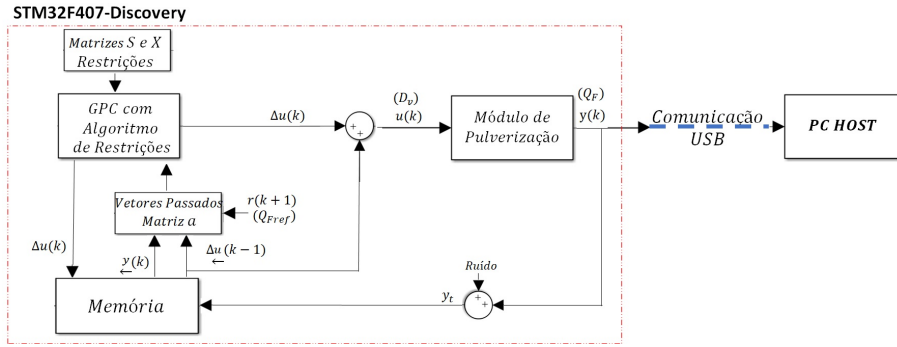 STM32F407-Discovery
Matrizes S e X
Restrições
GPC com
Algoritmo
de Restrições
Δu(k)
(D_v)
u(k)
Módulo de
Pulverização
(Q_F)
y(k)
Comunicação
USB
PC HOST
Vetores Passados
Matriz a
r(k+1)
(Q_Fref)
Δu(k)
y(k)
Δu(k−1)
Memória
y_t
Ruído
+
+
+
+